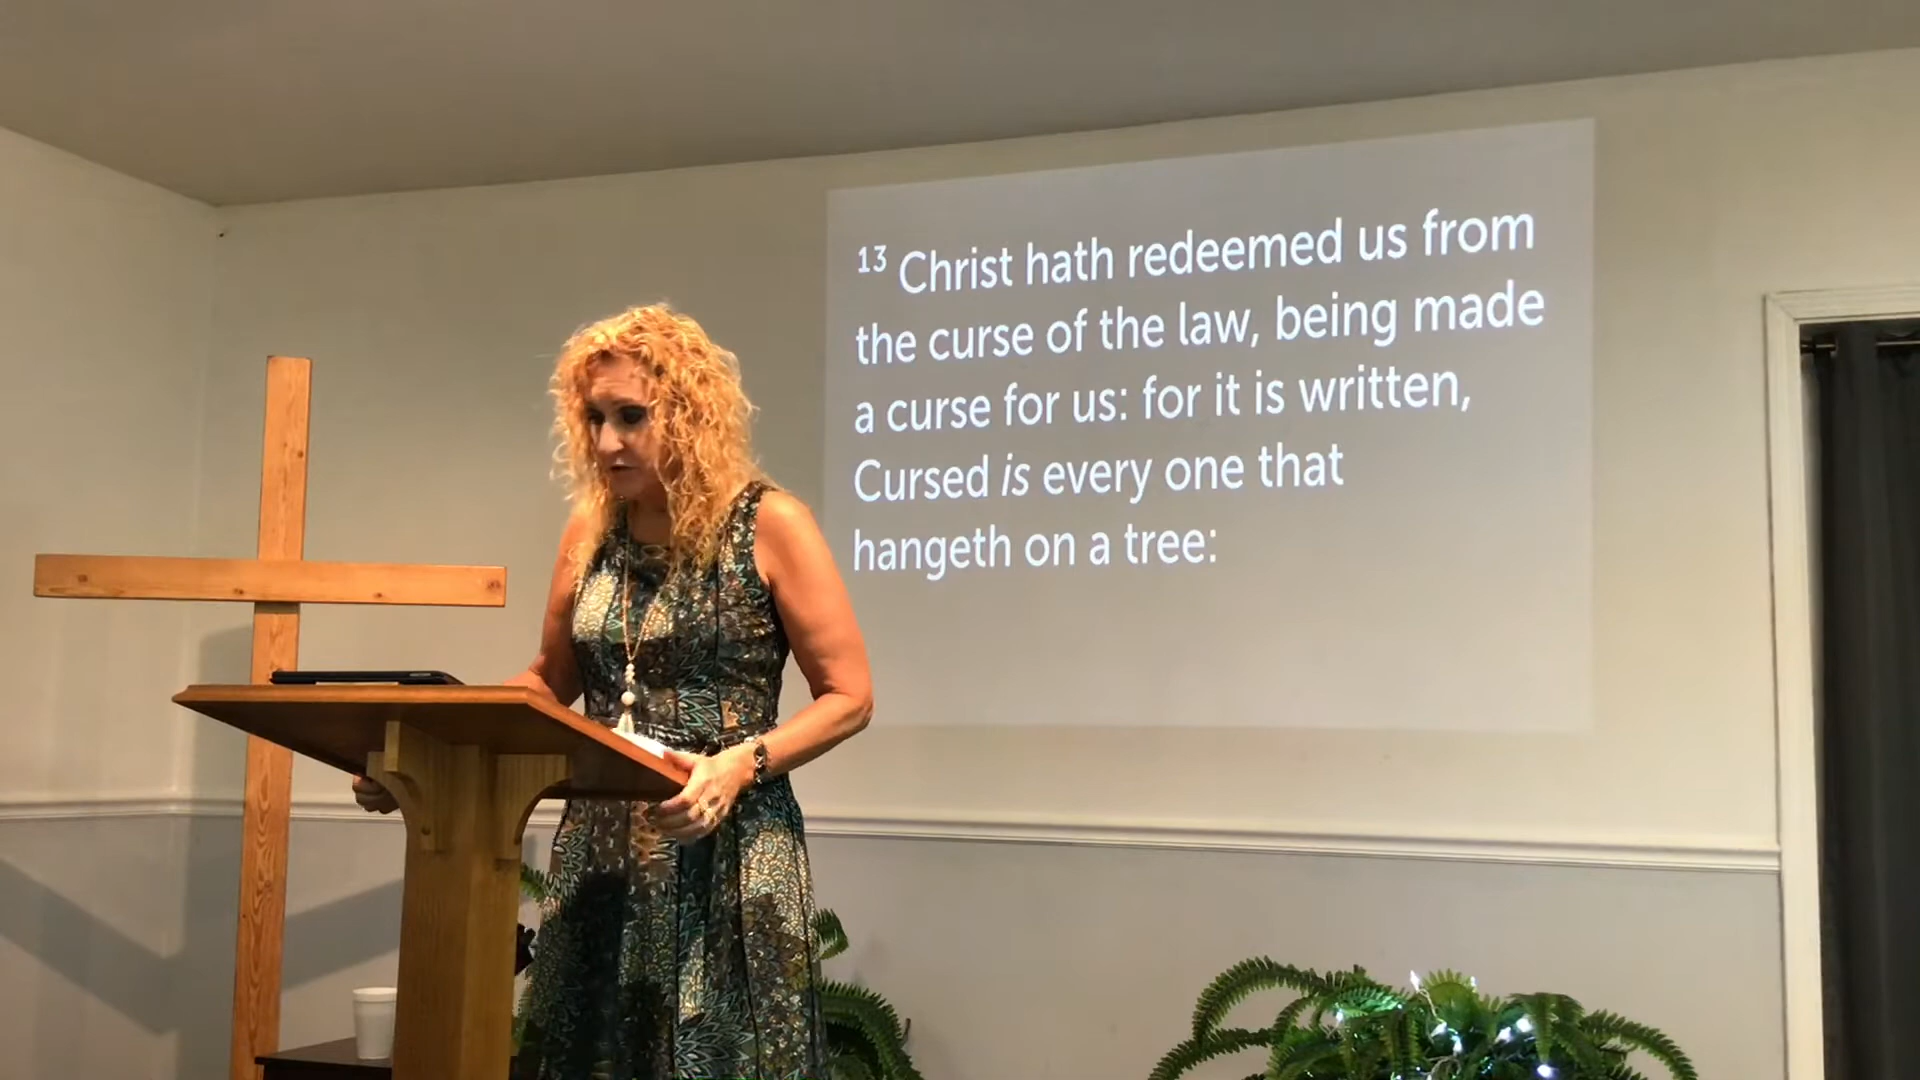 13 Christ hath redeemed us from
the curse of the law, being made
a curse for us: for it is written,
Cursed is every one that
hangeth on a tree: